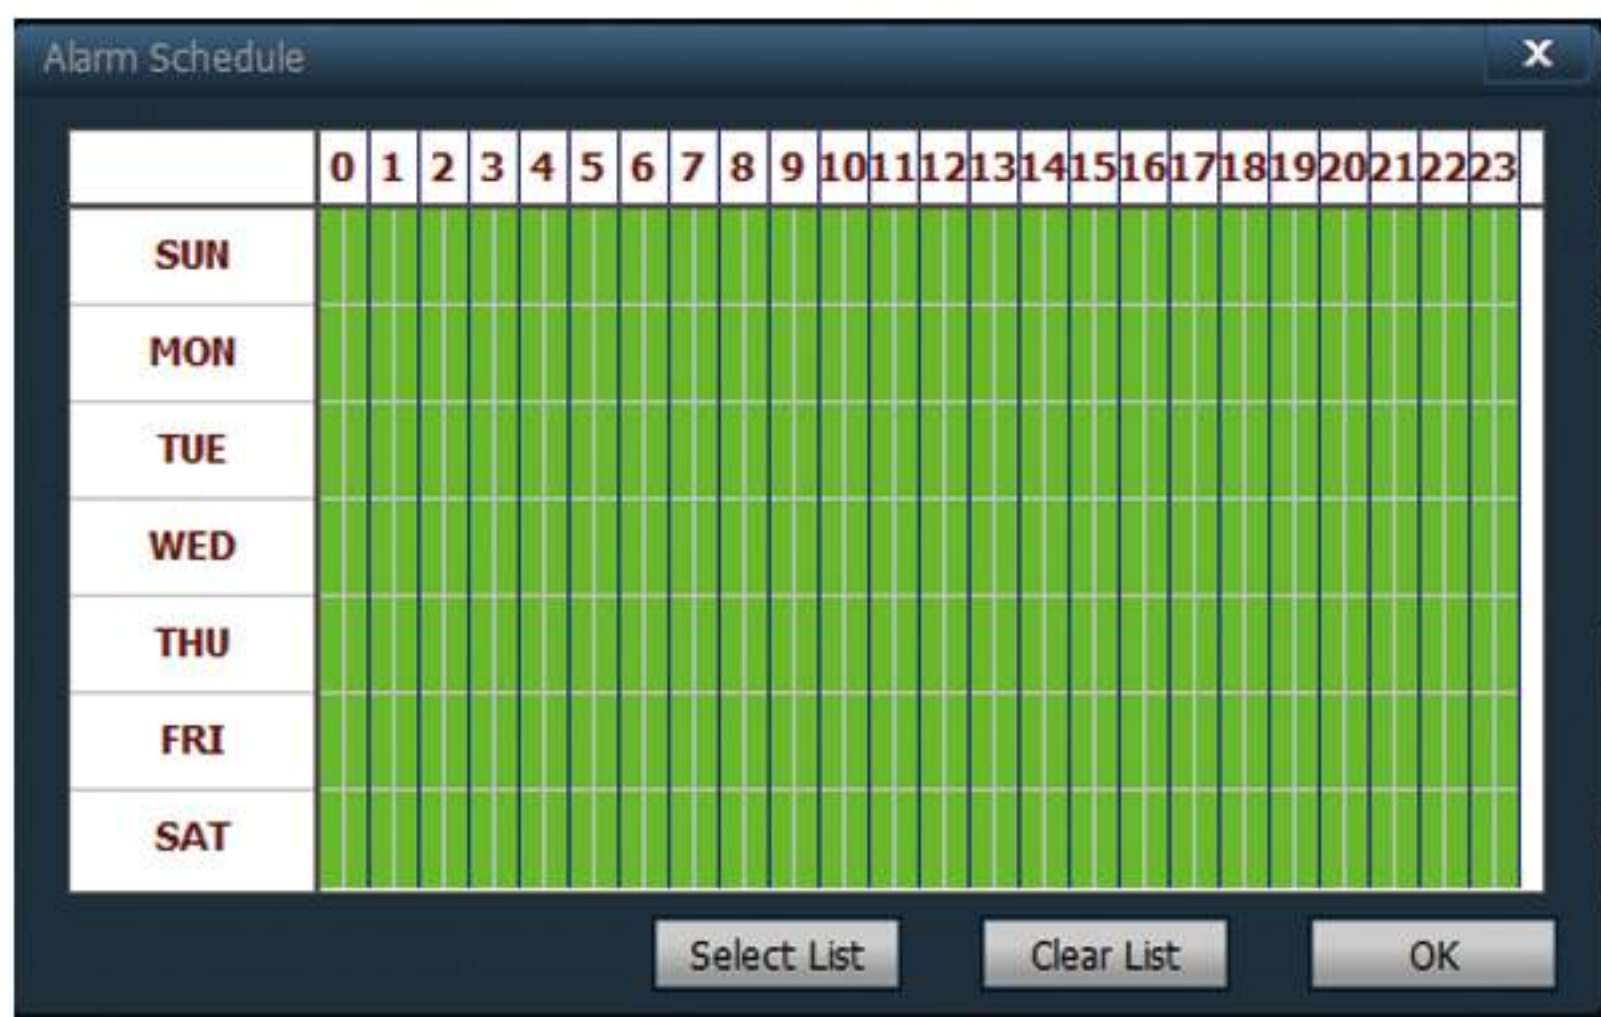 Alarm Schedule X
0 1 2 3 4 5 6 7 8 9 10 11 12 13 14 15 16 17 18 19 20 21 22 23
SUN
MON
TUE
WED
THU
FRI
SAT
Select List Clear List OK